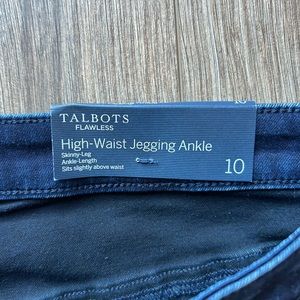 TALBOTS
FLAWLESS
High-Waist Jegging Ankle
Skinny-Leg
Ankle-Length
Sits slightly above waist
10